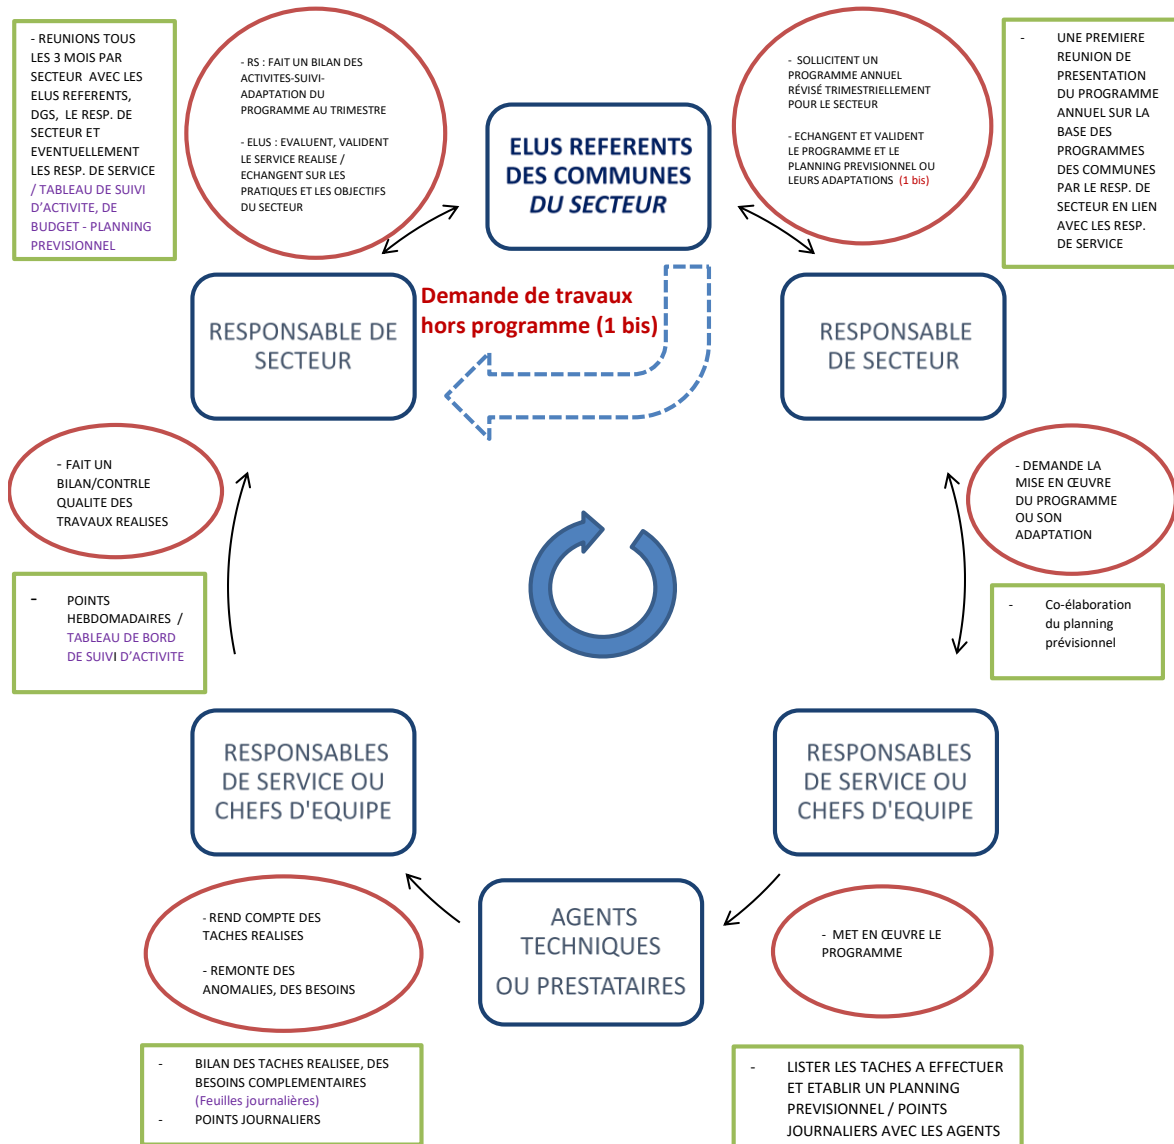 - REUNIONS TOUS
LES 3 MOIS PAR
SECTEUR AVEC LES
ELUS REFERENTS,
DGS, LE RESP. DE
SECTEUR ET
EVENTUELLEMENT
LES RESP. DE SERVICE
/ TABLEAU DE SUIVI
D'ACTIVITE, DE
BUDGET - PLANNING
PREVISIONNEL
- RS : FAIT UN BILAN DES
ACTIVITES-SUIVI-
ADAPTATION DU
PROGRAMME AU TRIMESTRE
- ELUS : EVALUENT, VALIDENT
LE SERVICE REALISE /
ECHANGENT SUR LES
PRATIQUES ET LES OBJECTIFS
DU SECTEUR
ELUS REFERENTS
DES COMMUNES
DU SECTEUR
- SOLLICITENT UN
PROGRAMME ANNUEL
RÉVISÉ TRIMESTRIELLEMENT
POUR LE SECTEUR
- ECHANGENT ET VALIDENT
LE PROGRAMME ET LE
PLANNING PREVISIONNEL OU
LEURS ADAPTATIONS (1 bis)
- UNE PREMIERE
REUNION DE
PRESENTATION
DU PROGRAMME
ANNUEL SUR LA
BASE DES
PROGRAMMES
DES COMMUNES
PAR LE RESP. DE
SECTEUR EN LIEN
AVEC LES RESP.
DE SERVICE
RESPONSABLE DE
SECTEUR
Demande de travaux
hors programme (1 bis)
RESPONSABLE
DE SECTEUR
- FAIT UN
BILAN/CONTRLE
QUALITE DES
TRAVAUX REALISES
- DEMANDE LA
MISE EN ŒUVRE
DU PROGRAMME
OU SON
ADAPTATION
- POINTS
HEBDOMADAIRES /
TABLEAU DE BORD
DE SUIVI D'ACTIVITE
- Co-élaboration
du planning
prévisionnel
RESPONSABLES
DE SERVICE OU
CHEFS D'EQUIPE
RESPONSABLES
DE SERVICE OU
CHEFS D'EQUIPE
- REND COMPTE DES
TACHES REALISES
- REMONTE DES
ANOMALIES, DES BESOINS
AGENTS
TECHNIQUES
OU PRESTATAIRES
- MET EN ŒUVRE LE
PROGRAMME
- BILAN DES TACHES REALISEE, DES
BESOINS COMPLEMENTAIRES
(Feuilles journalières)
- POINTS JOURNALIERS
- LISTER LES TACHES A EFFECTUER
ET ETABLIR UN PLANNING
PREVISIONNEL / POINTS
JOURNALIERS AVEC LES AGENTS